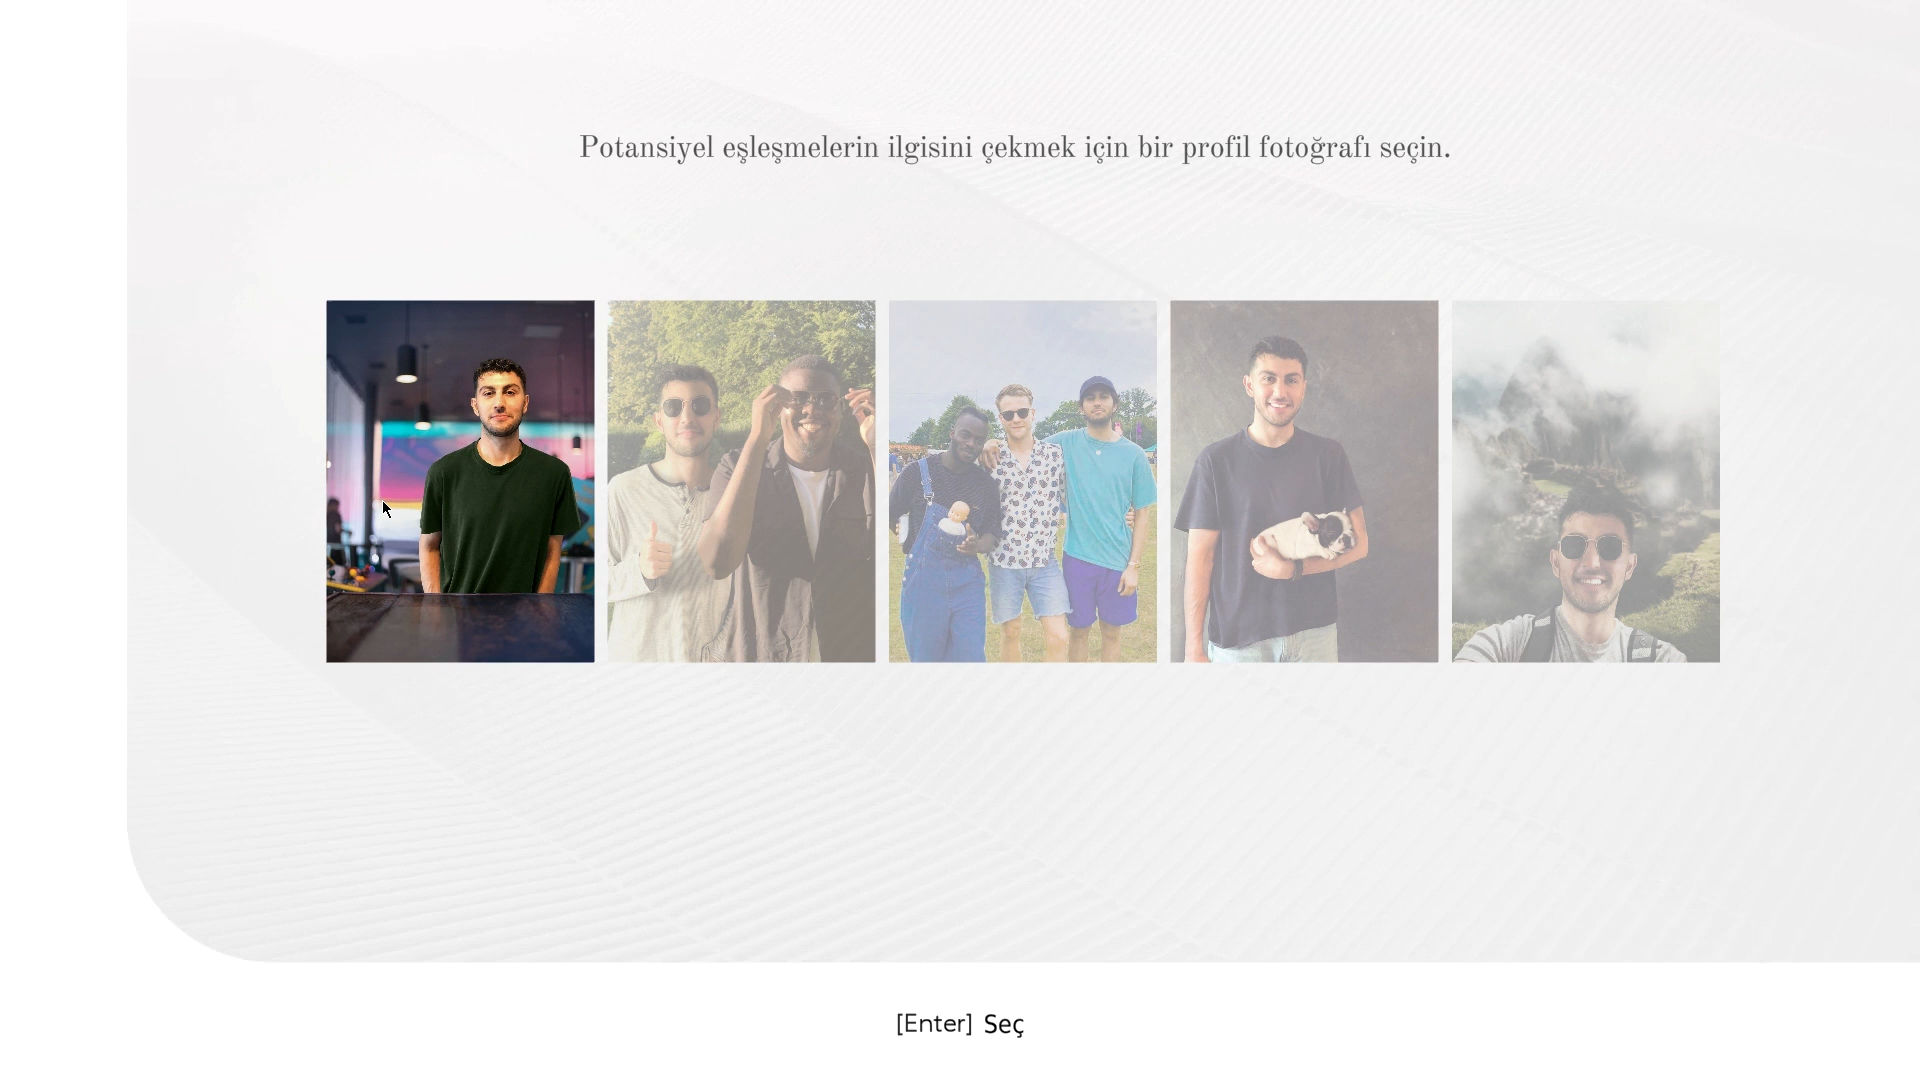 Potansiyel eşleşmelerin ilgisini çekmek için bir profil fotoğrafı seçin.
[Enter] Seç